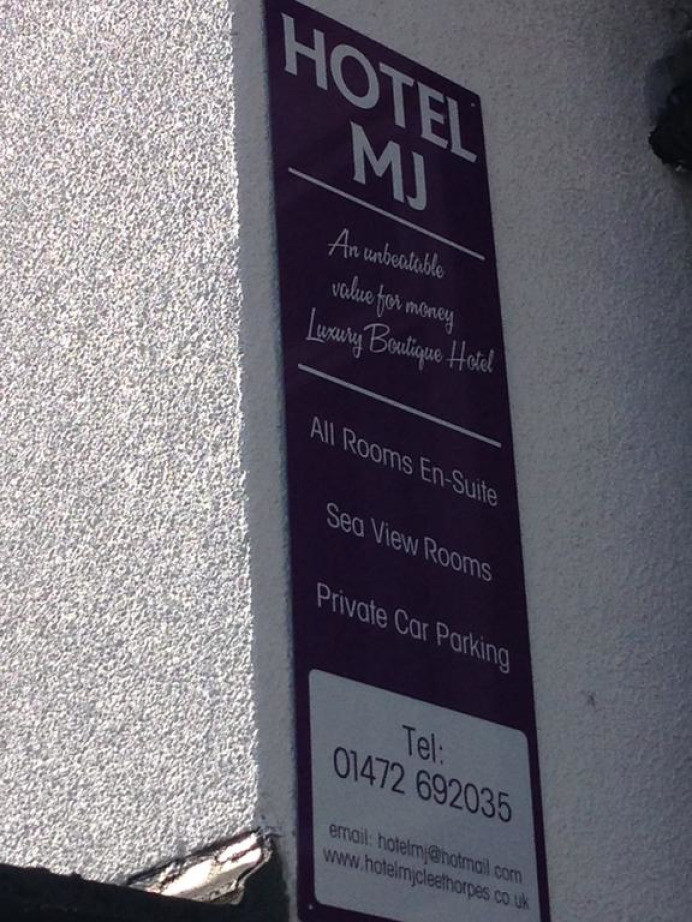 HOTEL
MJ
An unbeatable
value for money
Luxury Boutique Hotel
All Rooms En-Suite
Sea View Rooms
Private Car Parking
Tel:
01472 692035
email: hotelmj@hotmail.com
www.hotelmjcleethorpes.co.uk